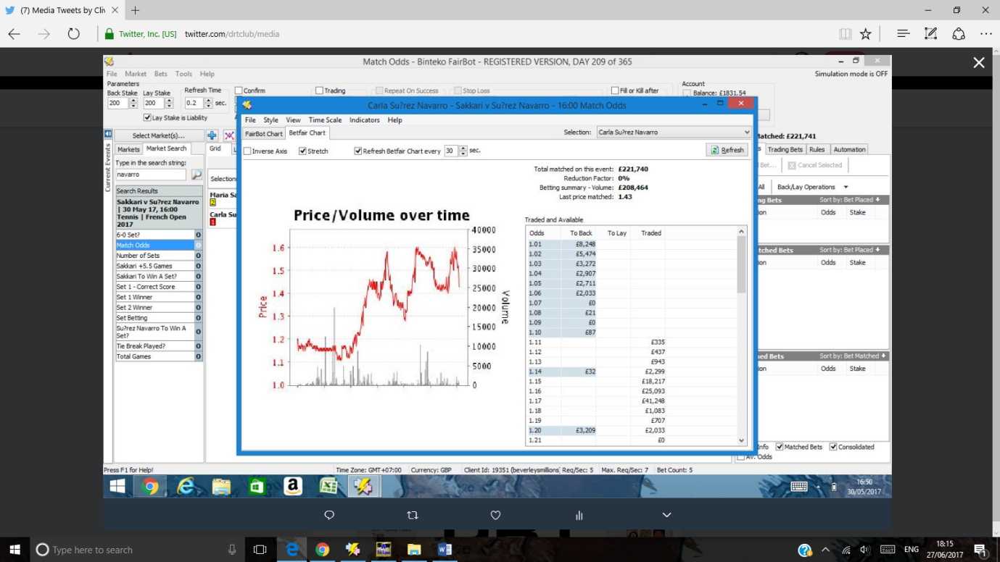 (7) Media Tweets by Cliv
Twitter, Inc. [US] twitter.com/drtclub/media
Match Odds - Binteko FairBot - REGISTERED VERSION, DAY 209 of 365
File Market Bets Tools Help
Simulation mode is OFF
Parameters
Back Stake Lay Stake Refresh Time
Confirm Trading Repeat On Success Stop Loss Fill or Kill after
Account
Balance: £1831.54
200 200 0.2 sec.
Lay Stake is Liability
Carla Su?rez Navarro - Sakkari v Su?rez Navarro - 16:00 Match Odds
File Style View Time Scale Indicators Help
FairBot Chart Betfair Chart
Selection: Carla Su?rez Navarro
Inverse Axis Stretch Refresh Betfair Chart every 30 sec.
Refresh
Current Events
Select Market(s)...
Markets Market Search
Grid
Type in the search string:
navarro
Search Results
Sakkari v Su?rez Navarro
| 30 May 17, 16:00
Tennis | French Open
2017
6-0 Set? 0
Match Odds 0
Number of Sets 0
Sakkari +5.5 Games 0
Sakkari To Win A Set? 0
Set 1 - Correct Score 0
Set 1 Winner 0
Set 2 Winner 0
Set Betting 0
Su?rez Navarro To Win A
Set? 0
Tie Break Played? 0
Total Games 0
Selections
Maria Sa
2
Carla Su
1
Total matched on this event: £221,740
Reduction Factor: 0%
Betting summary - Volume: £208,464
Last price matched: 1.43
Price/Volume over time
Price
1.6
1.5
1.4
1.3
1.2
1.1
1.0
Volume
40000
35000
30000
25000
20000
15000
10000
5000
0
Traded and Available
Odds To Back To Lay Traded
1.01 £8,248
1.02 £5,474
1.03 £3,272
1.04 £2,907
1.05 £2,711
1.06 £2,033
1.07 £0
1.08 £21
1.09 £0
1.10 £87
1.11 £335
1.12 £437
1.13 £943
1.14 £32 £2,299
1.15 £18,217
1.16 £25,093
1.17 £41,248
1.18 £1,083
1.19 £707
1.20 £3,209 £2,033
1.21 £0
atched: £221,741
s Trading Bets Rules Automation
Bet... Cancel Selected
All Back/Lay Operations
ng Bets Sort by: Bet Placed
ion Odds Stake
tched Bets Sort by: Bet Placed
ion Odds Stake
ed Bets Sort by: Bet Matched
ion Odds Stake
Info Matched Bets Consolidated
Av. Odds
Press F1 for Help!
Time Zone: GMT+07:00 Currency: GBP Client Id: 19351 (beverleysmillions) Req/Sec: 5 Max. Req/Sec: 7 Bet Count: 5
16:50
30/05/2017
Type here to search
ENG
18:15
27/06/2017